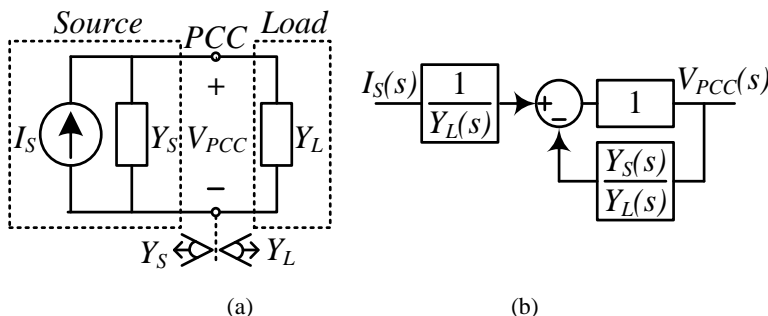 Source PCC Load
+
I_S Y_S V_PCC Y_L
−
Y_S Y_L
(a)
I_S(s) 1 V_PCC(s)
Y_L(s) + − 1
Y_S(s)
Y_L(s)
(b)